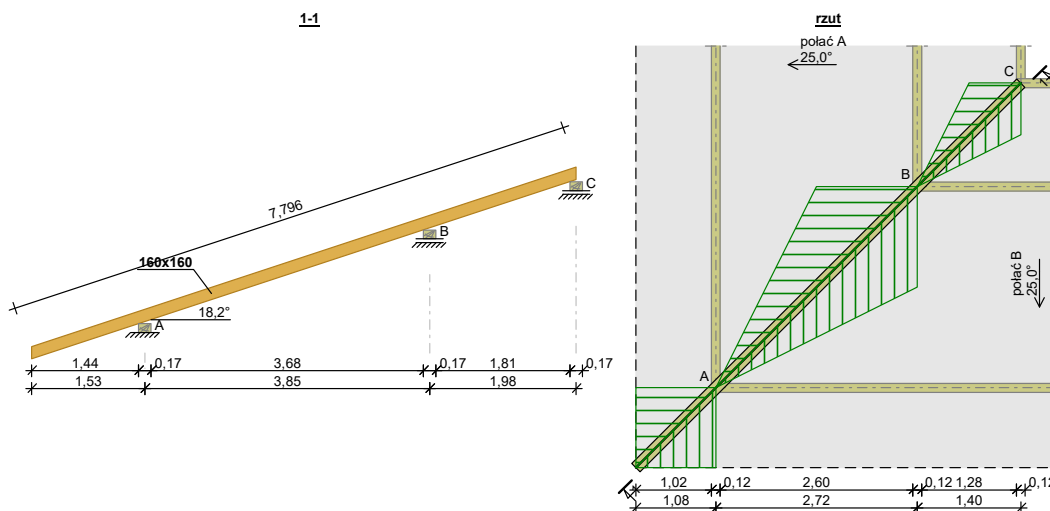 1-1
7,796
160x160
18,2°
A
B
C
1,44 0,17 3,68 0,17 1,81 0,17
1,53 3,85 1,98
rzut
połać A
25,0°
C
B
A
połać B
25,0°
1,02 0,12 2,60 0,12 1,28 0,12
1,08 2,72 1,40